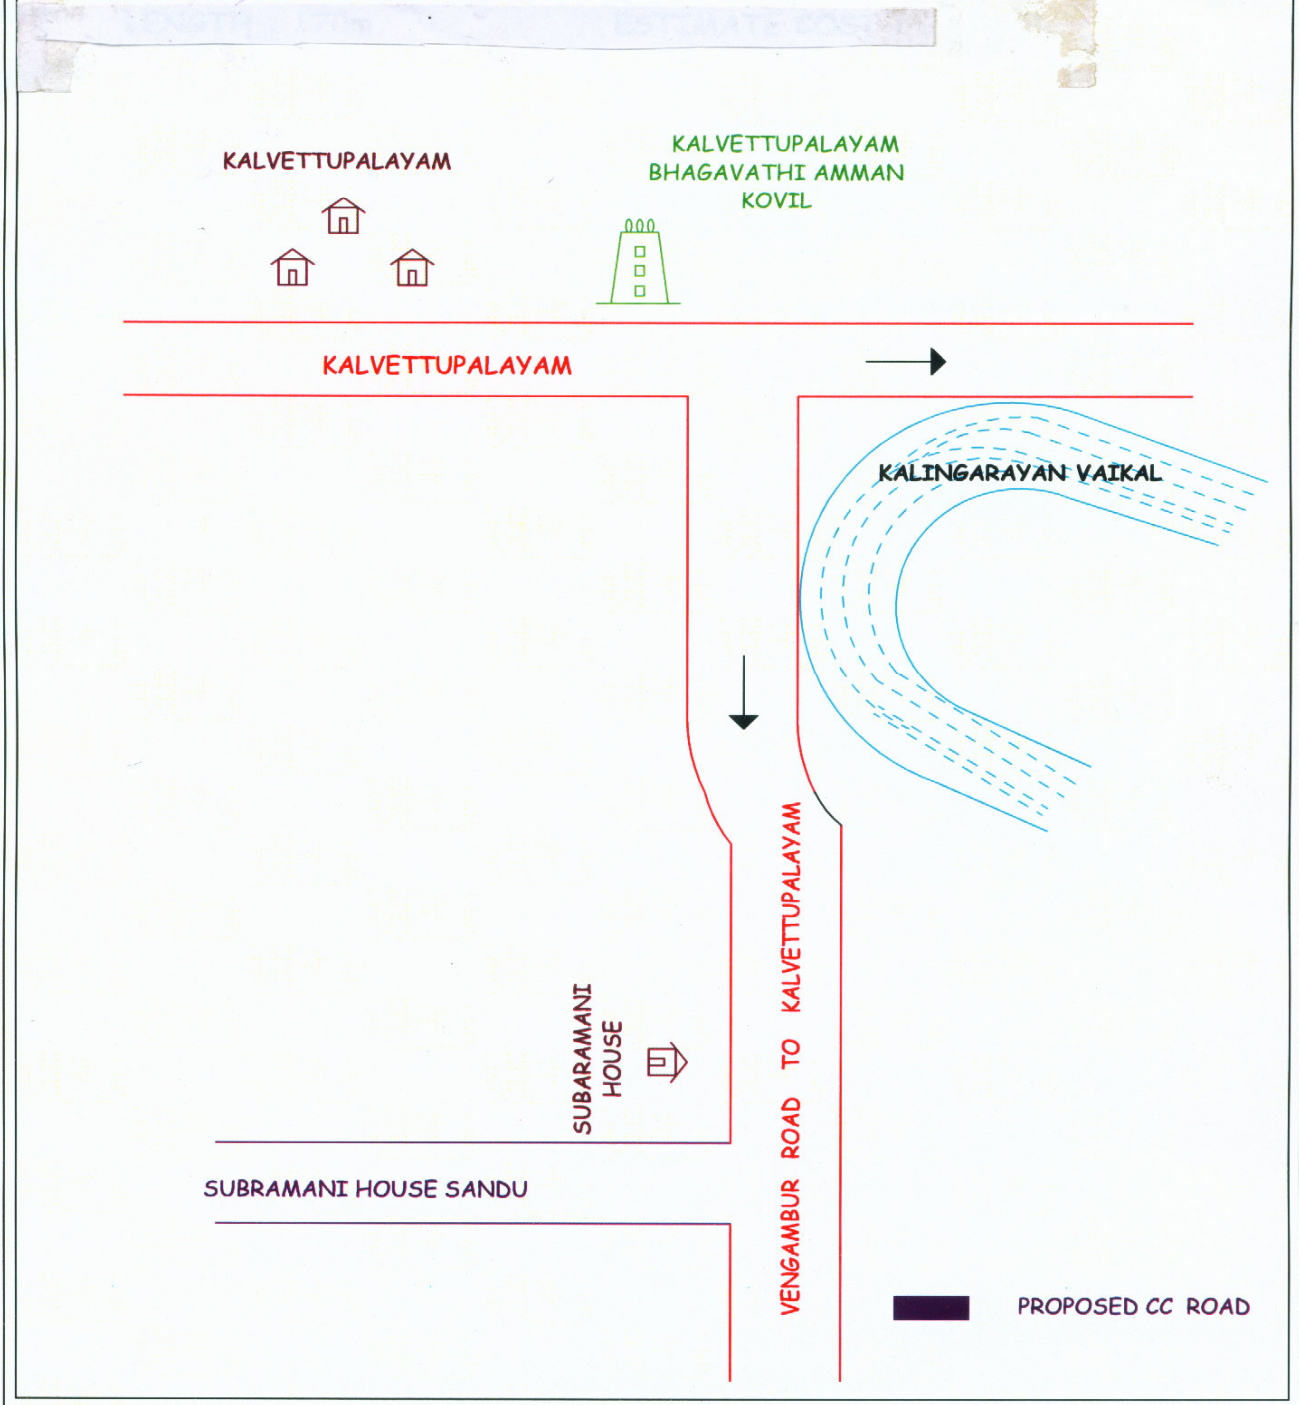 KALVETTUPALAYAM
KALVETTUPALAYAM
BHAGAVATHI AMMAN
KOVIL
KALVETTUPALAYAM
KALINGARAYAN VAIKAL
VENGAMBUR ROAD TO KALVETTUPALAYAM
SUBARAMANI
HOUSE
SUBRAMANI HOUSE SANDU
PROPOSED CC ROAD